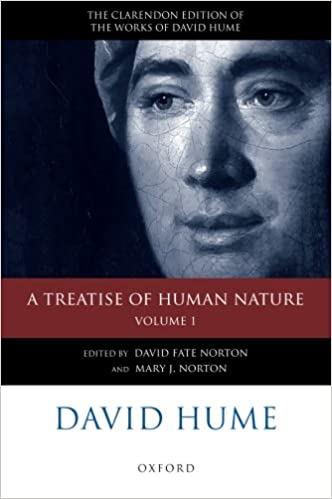 THE CLARENDON EDITION OF
THE WORKS OF DAVID HUME
A TREATISE OF HUMAN NATURE
VOLUME 1
EDITED BY DAVID FATE NORTON
AND MARY J. NORTON
DAVID HUME
OXFORD